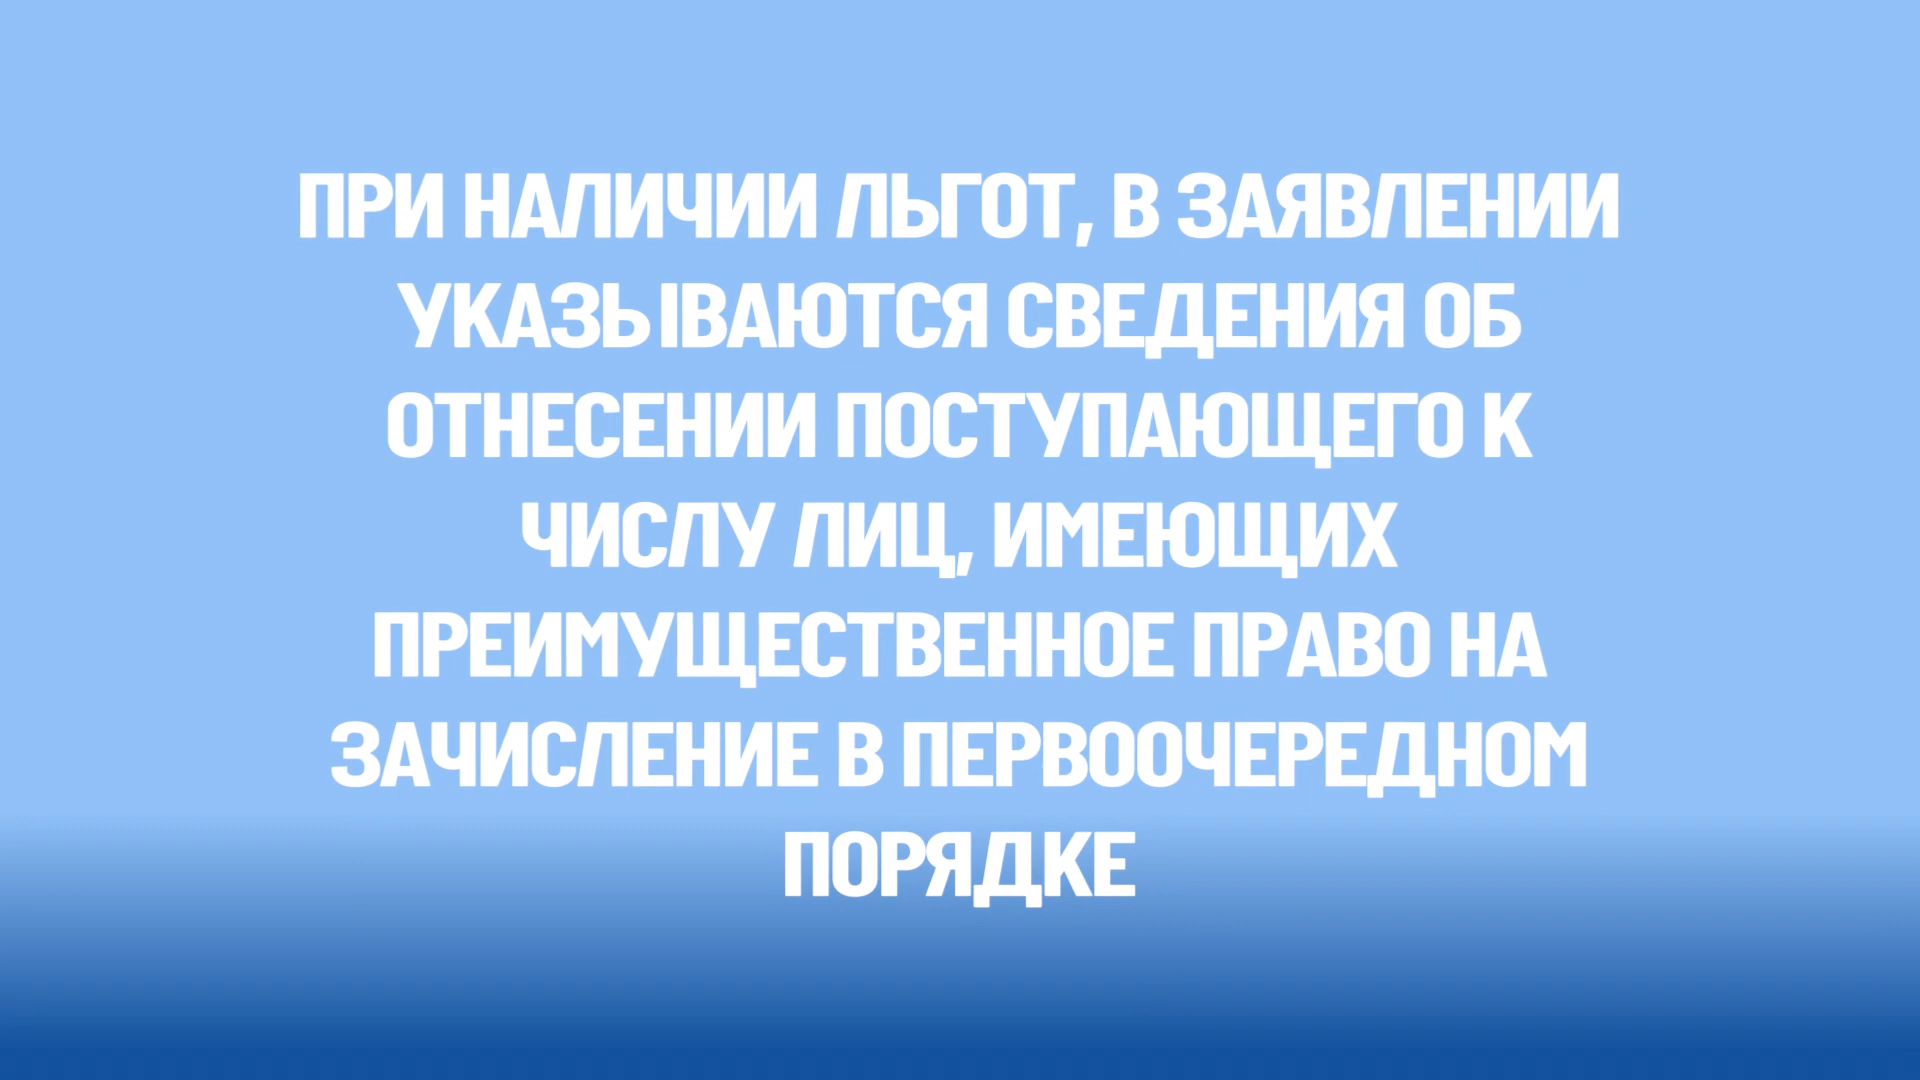 ПРИ НАЛИЧИИ ЛЬГОТ, В ЗАЯВЛЕНИИ
УКАЗЫВАЮТСЯ СВЕДЕНИЯ ОБ
ОТНЕСЕНИИ ПОСТУПАЮЩЕГО К
ЧИСЛУ ЛИЦ, ИМЕЮЩИХ
ПРЕИМУЩЕСТВЕННОЕ ПРАВО НА
ЗАЧИСЛЕНИЕ В ПЕРВООЧЕРЕДНОМ
ПОРЯДКЕ